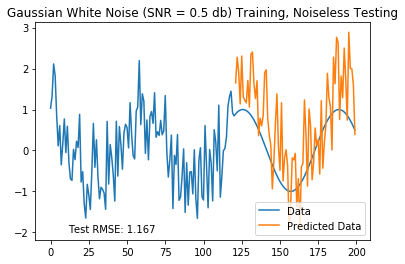 Gaussian White Noise (SNR = 0.5 db) Training, Noiseless Testing
3
2
1
0
−1
−2
Test RMSE: 1.167
Data
Predicted Data
0 25 50 75 100 125 150 175 200